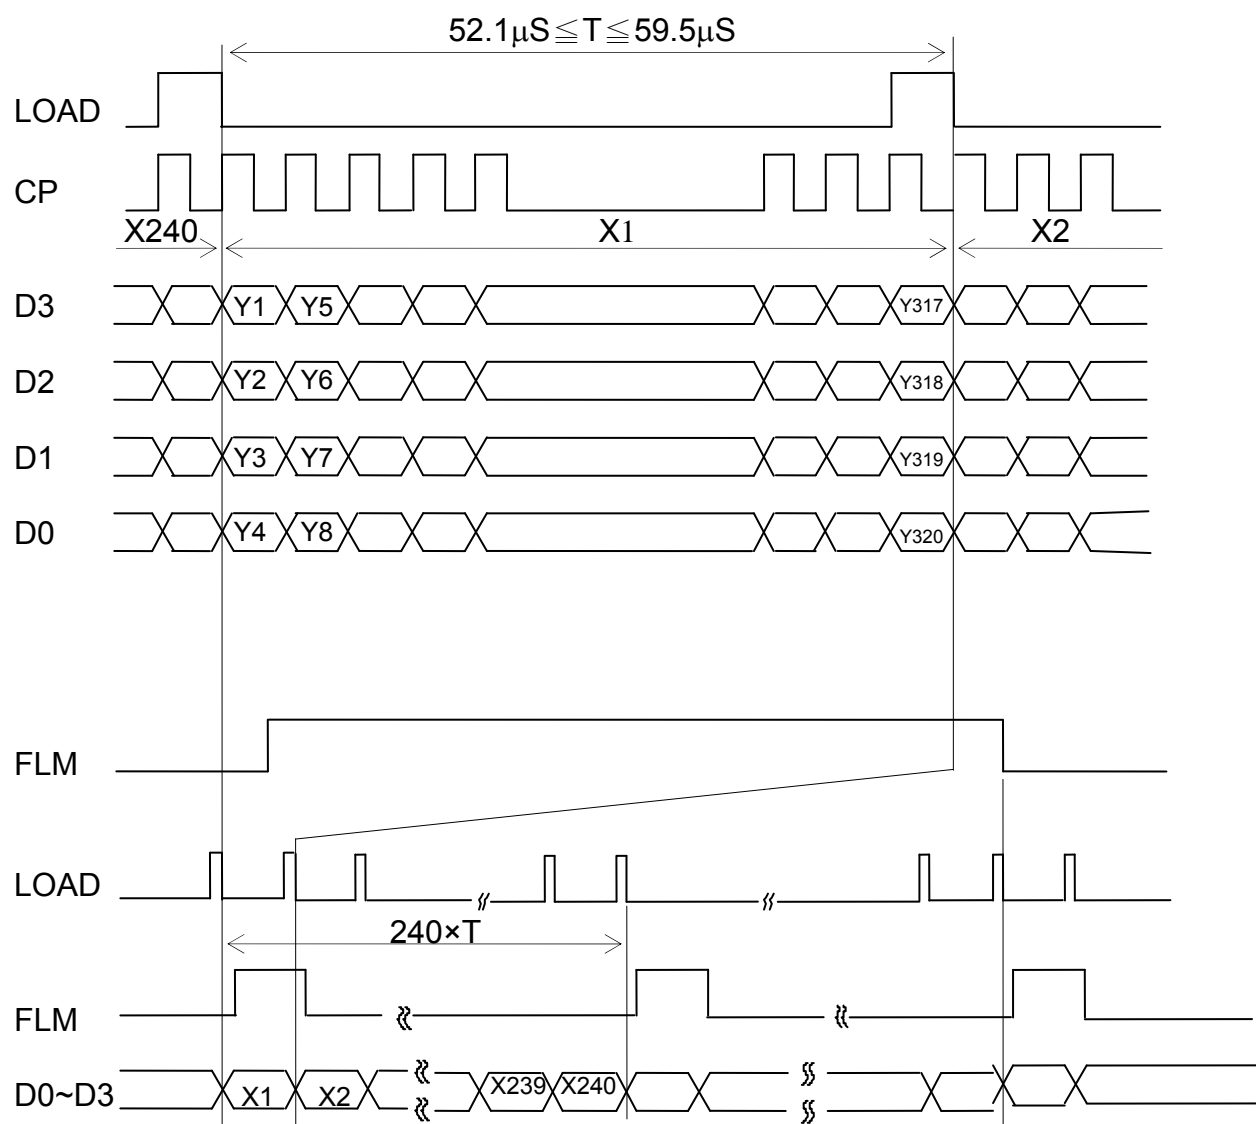 52.1μS≦T≦59.5μS
LOAD
CP
X240 X1 X2
D3 Y1 Y5 Y317
D2 Y2 Y6 Y318
D1 Y3 Y7 Y319
D0 Y4 Y8 Y320
FLM
LOAD
240×T
FLM
D0~D3 X1 X2 X239 X240